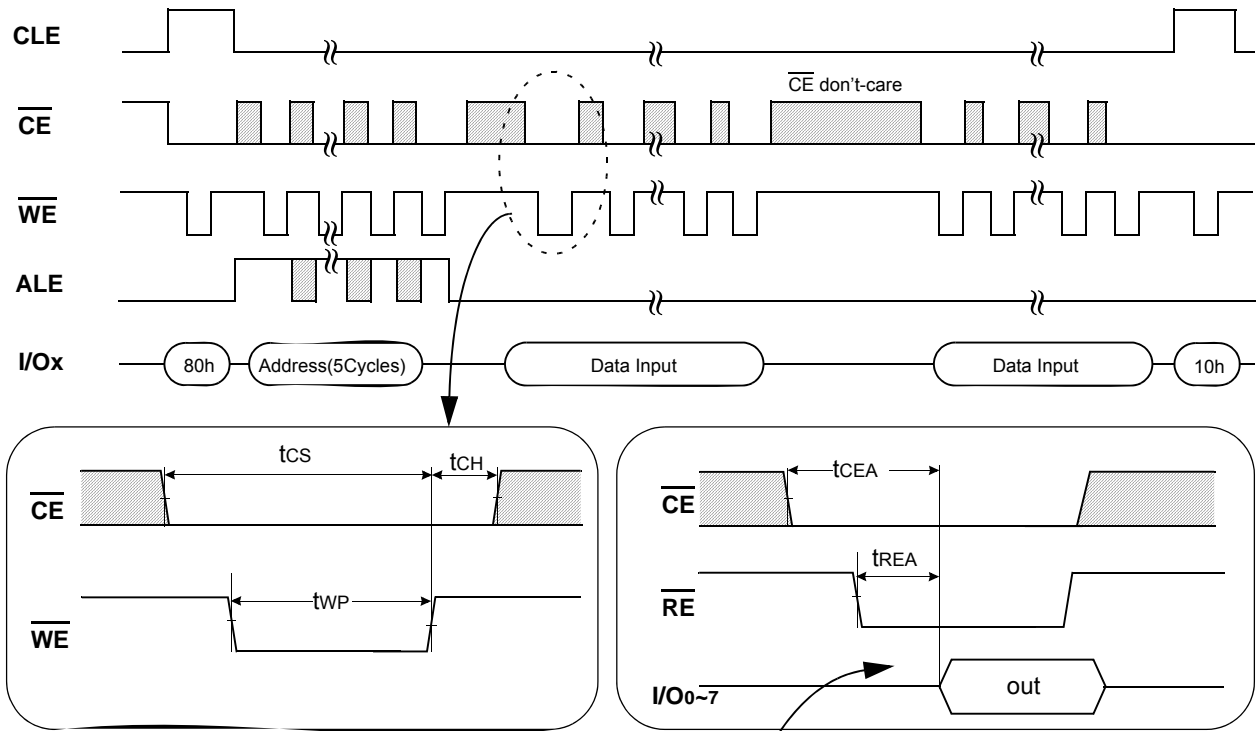 CLE
CE don't-care
CE
WE
ALE
I/Ox 80h Address(5Cycles) Data Input Data Input 10h
tCS tCH
CE
tWP
WE
tCEA
CE
tREA
RE
I/O0~7 out